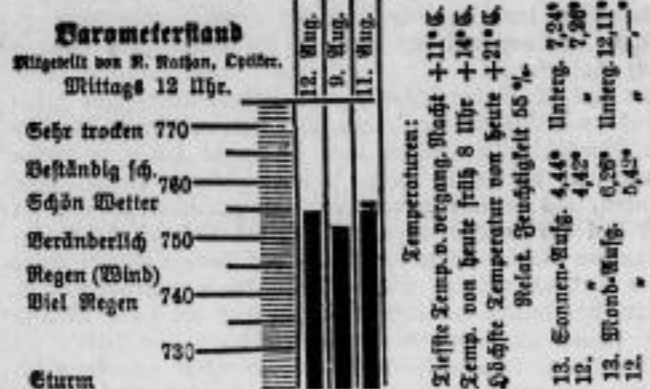 Barometerstand
Mitgeteilt von R. Nathan, Optiker.
Mittags 12 Uhr.
Sehr trocken 770
Beständig sch.
760
Schön Wetter
Veränderlich 750
Regen (Wind)
Viel Regen 740
730
Sturm
12. Aug.
9. Aug.
11. Aug.
Temperaturen:
Tiefste Temp. v. vergang. Nacht +11° C.
Temp. von heute früh 8 Uhr +14° C.
Höchste Temperatur von heute +21° C.
Relat. Feuchtigkeit 55 %.
13. Sonnen-Aufg. 4,44° Unterg. 7,24°
12. " 4,42° " 7,26°
13. Mond-Aufg. 6,26° Unterg. 12,11°
12. " 5,42° " —,—°